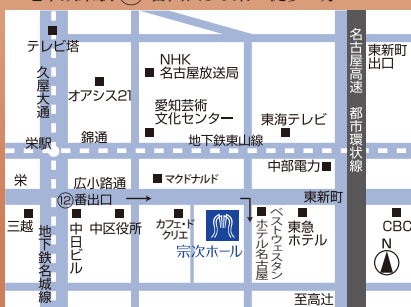 テレビ塔
久屋大通
オアシス21
NHK
名古屋放送局
愛知芸術
文化センター
東海テレビ
名古屋高速 都市環状線
東新町
出口
栄駅
錦通
地下鉄東山線
中部電力
栄
広小路通
マクドナルド
東新町
⑫番出口
三越
地下鉄名城線
中日ビル
中区役所
カフェ・ド
クリエ
宗次ホール
ベストウェスタン
ホテル名古屋
東急
ホテル
CBC
N
至高辻